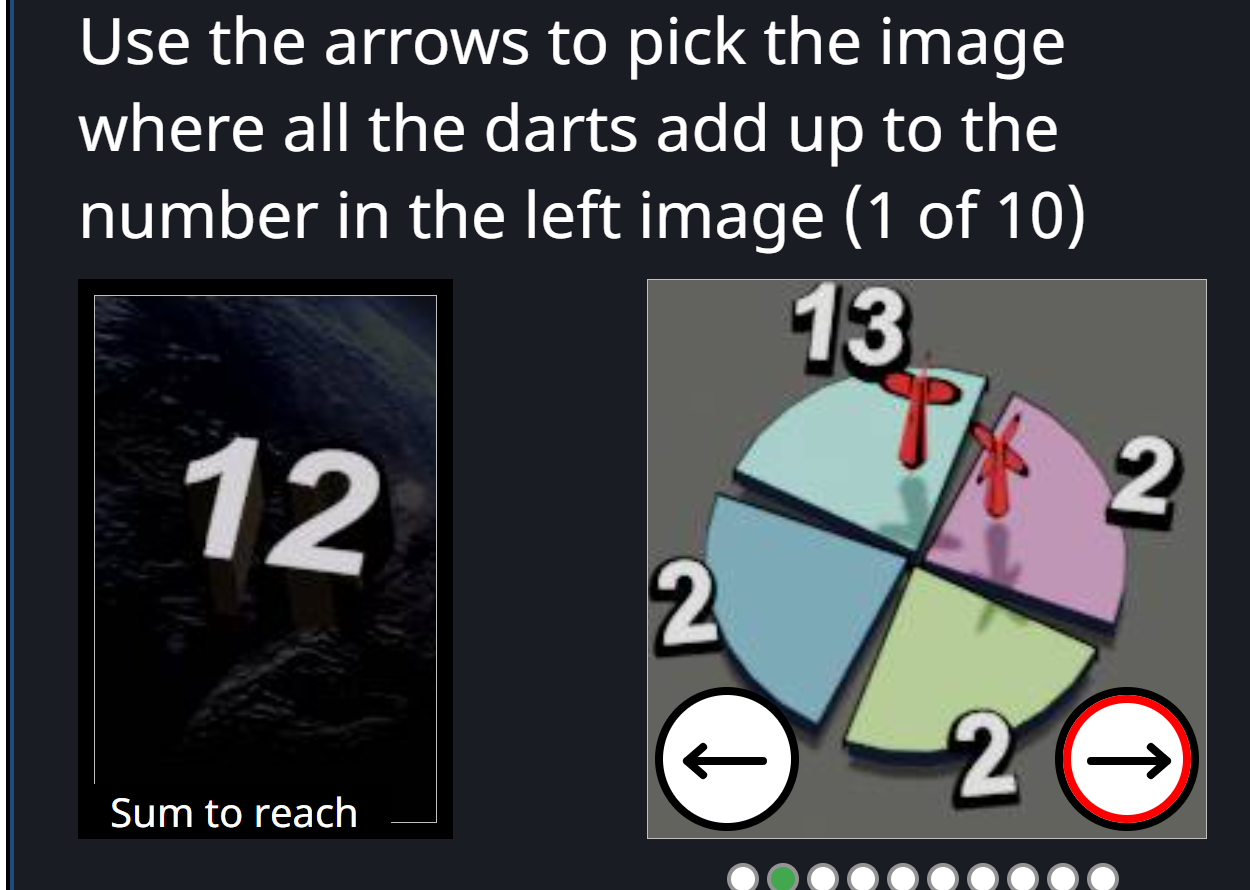 Use the arrows to pick the image
where all the darts add up to the
number in the left image (1 of 10)
12
Sum to reach
13
2
2
2